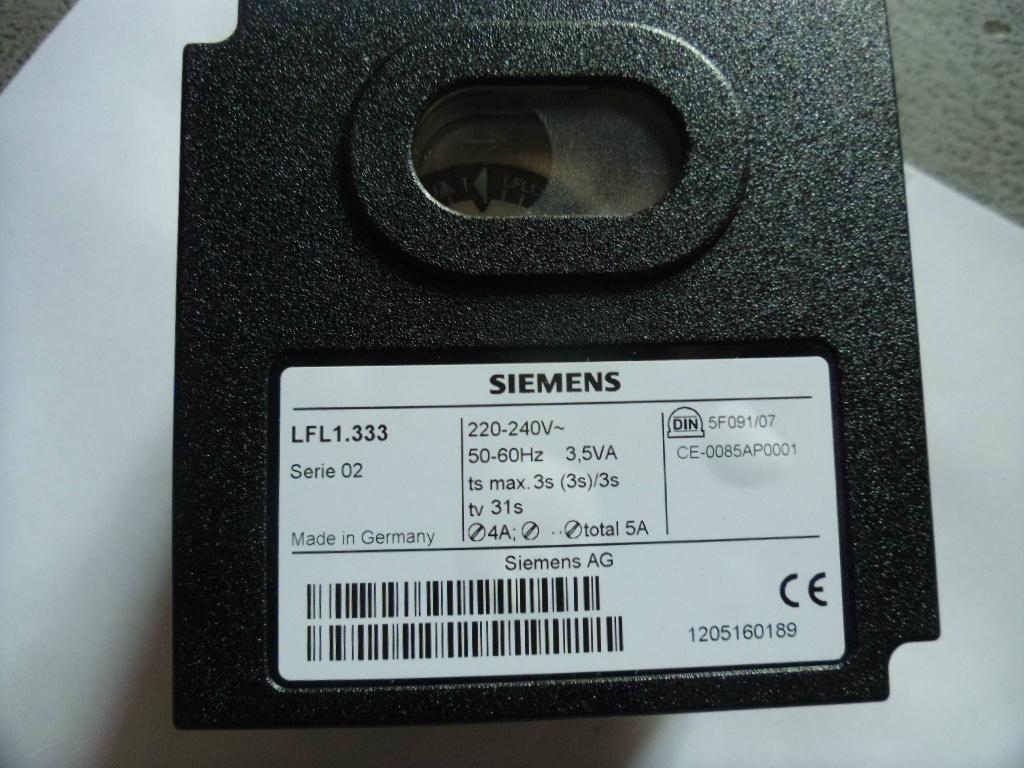 LFL1.
SIEMENS
LFL1.333
Serie 02
Made in Germany
220-240V~
50-60Hz 3,5VA
ts max. 3s (3s)/3s
tv 31s
⊘4A; ⊘ ··⊘total 5A
DIN 5F091/07
CE-0085AP0001
Siemens AG
CE
1205160189